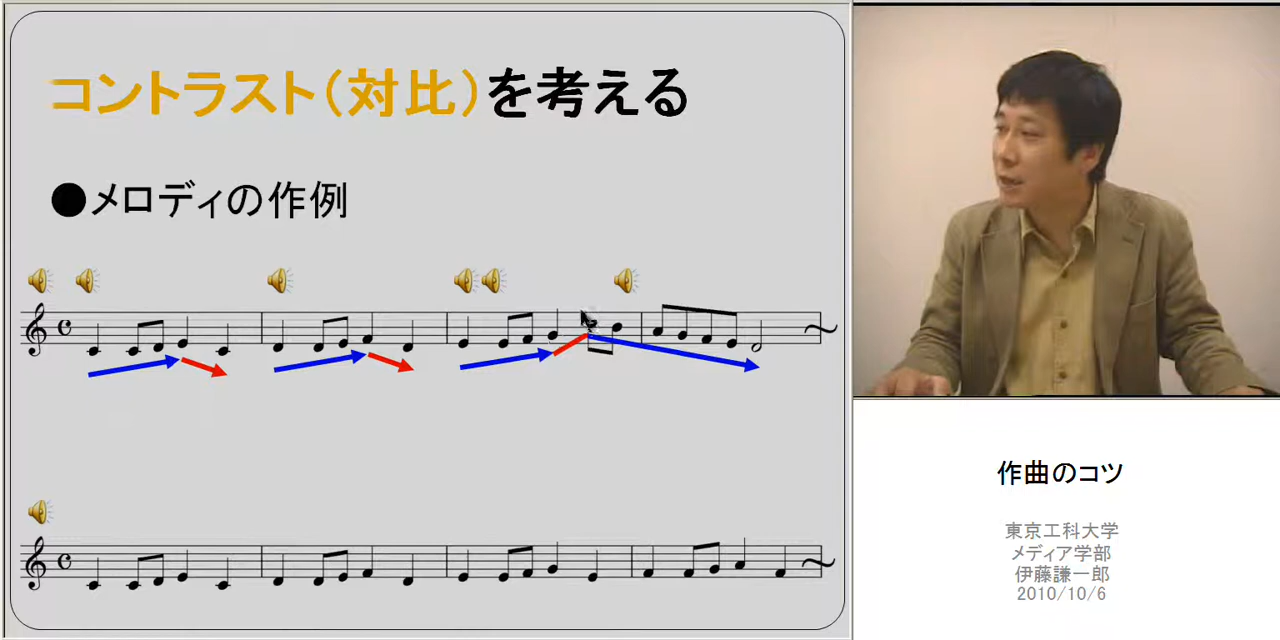 コントラスト（対比）を考える
●メロディの作例
作曲のコツ
東京工科大学
メディア学部
伊藤謙一郎
2010/10/6